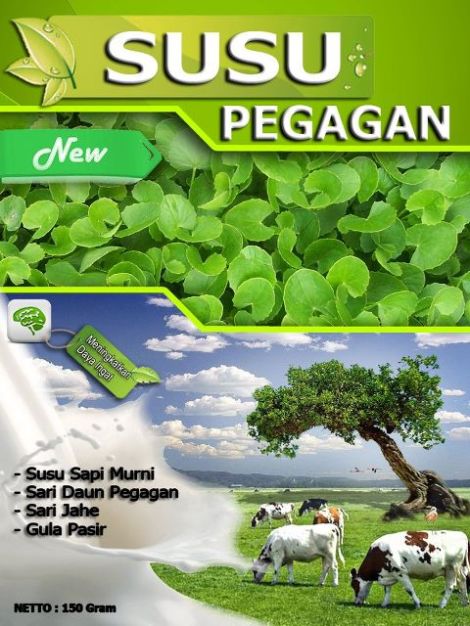 SUSU
PEGAGAN
New
Meningkatkan
Daya Ingat
- Susu Sapi Murni
- Sari Daun Pegagan
- Sari Jahe
- Gula Pasir
NETTO : 150 Gram